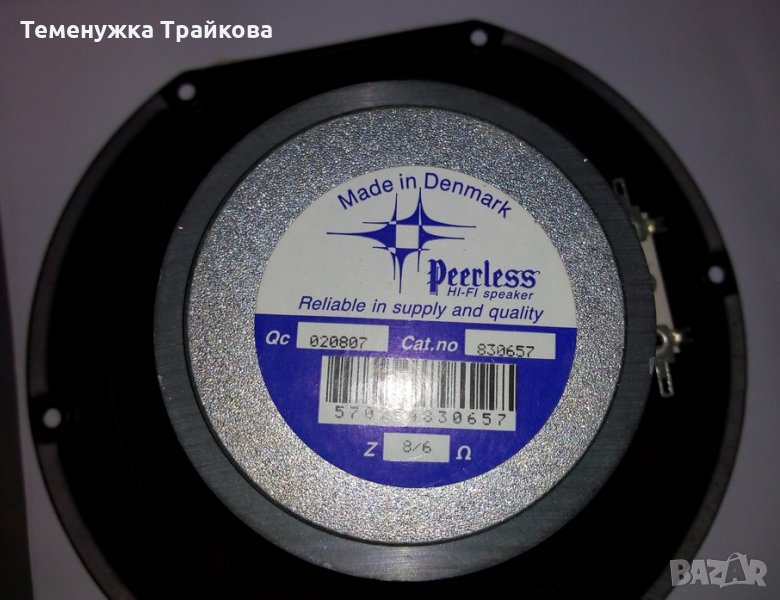 Теменужка Трайкова
Made in Denmark
Peerless
HI-FI speaker
Reliable in supply and quality
Qc 020807 Cat.no 830657
Z 8/6 Ω
BAZAR